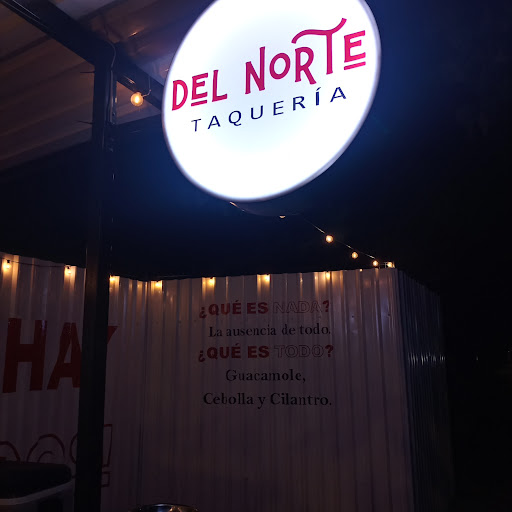 DEL NORTE
TAQUERÍA
¿QUÉ ES NADA?
La ausencia de todo.
¿QUÉ ES TODO?
Guacamole,
Cebolla y Cilantro.
HAY